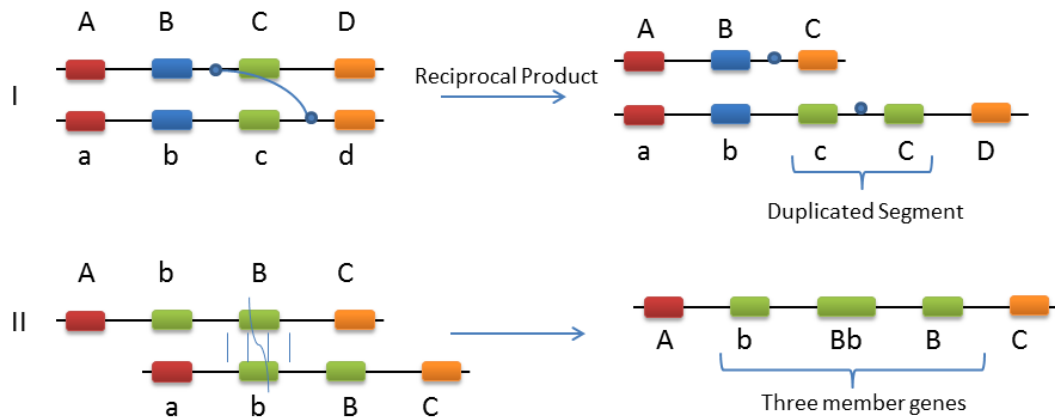 A B C D
A B C
I
Reciprocal Product
a b c d
a b c C D
Duplicated Segment
A b B C
II
a b B C
A b Bb B C
Three member genes